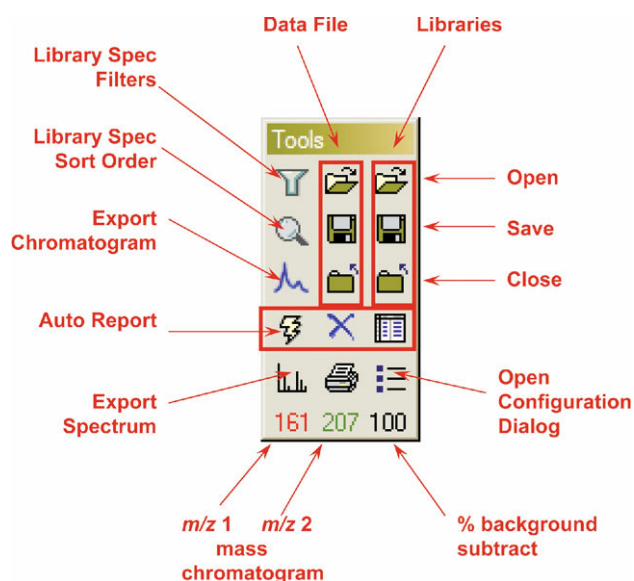 Data File
Libraries
Library Spec
Filters
Library Spec
Sort Order
Export
Chromatogram
Auto Report
Export
Spectrum
Tools
Open
Save
Close
Open
Configuration
Dialog
161 207 100
m/z 1 m/z 2
mass
chromatogram
% background
subtract